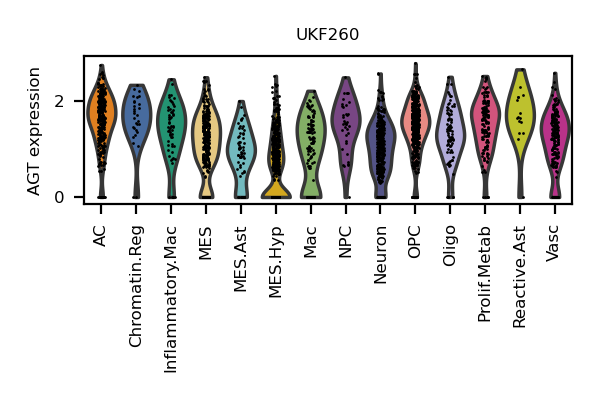 UKF260
AGT expression
2
0
AC
Chromatin.Reg
Inflammatory.Mac
MES
MES.Ast
MES.Hyp
Mac
NPC
Neuron
OPC
Oligo
Prolif.Metab
Reactive.Ast
Vasc